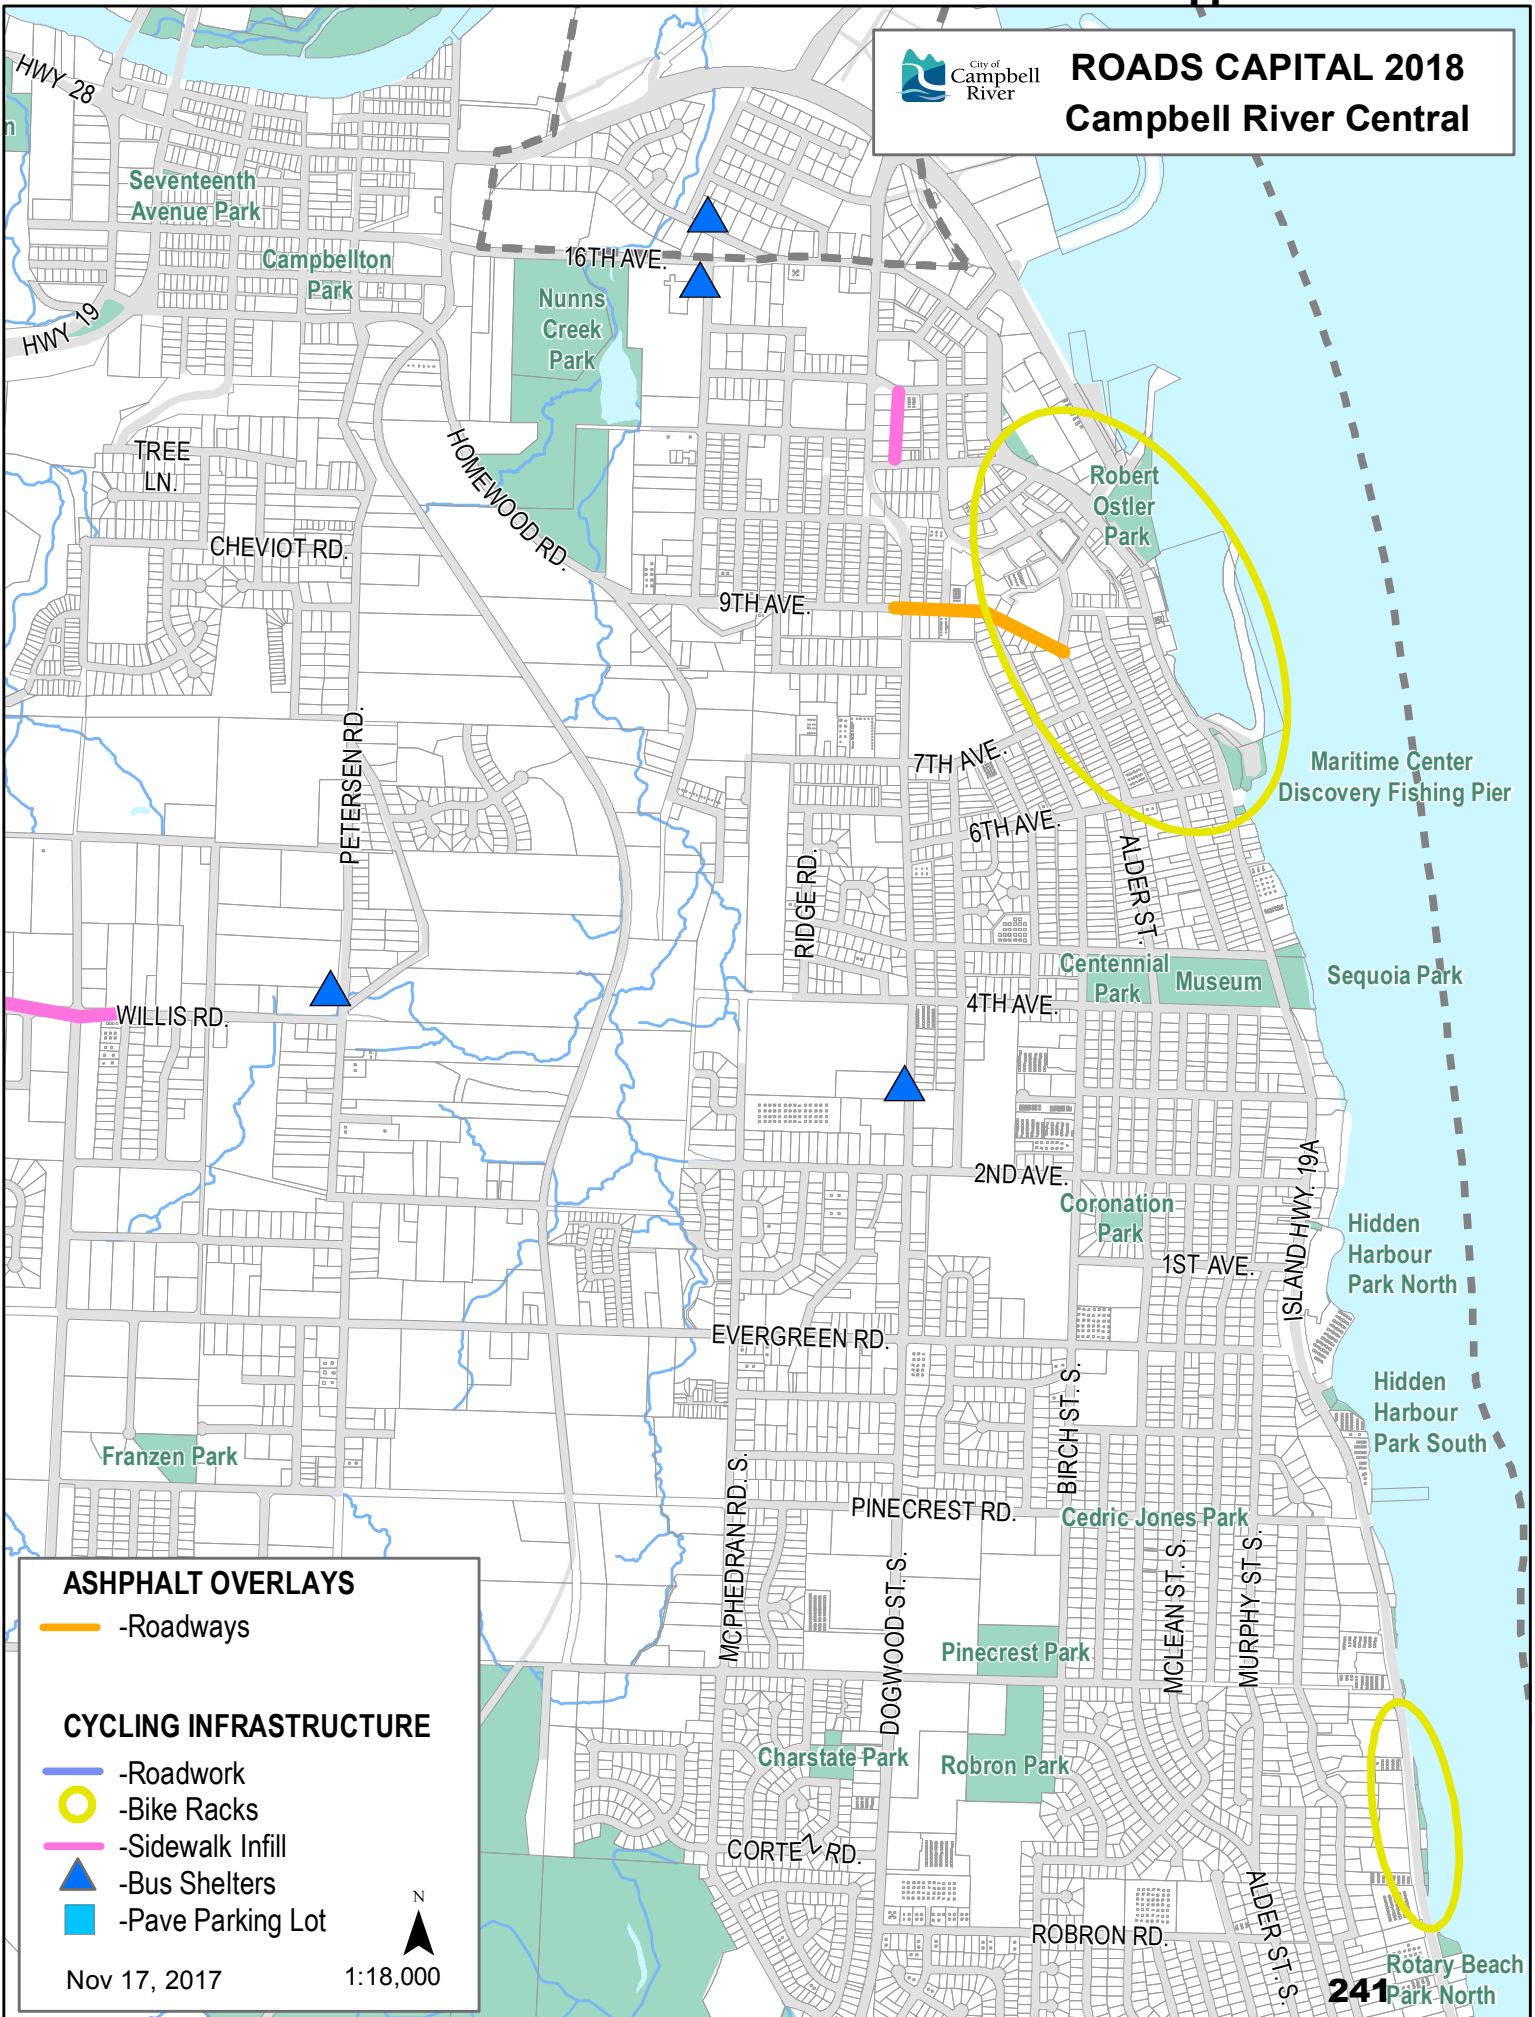 City of
Campbell
River
ROADS CAPITAL 2018
Campbell River Central
HWY 28
Seventeenth
Avenue Park
Campbellton
Park
16TH AVE.
Nunns
Creek
Park
HWY 19
TREE
LN.
HOMEWOOD RD.
CHEVIOT RD.
Robert
Ostler
Park
9TH AVE.
PETERSEN RD.
7TH AVE.
Maritime Center
Discovery Fishing Pier
6TH AVE.
ALDER ST.
RIDGE RD.
Centennial
Park
Museum
Sequoia Park
4TH AVE.
WILLIS RD.
2ND AVE.
ISLAND HWY. 19A
Coronation
Park
Hidden
Harbour
Park North
1ST AVE.
EVERGREEN RD.
BIRCH ST. S.
Hidden
Harbour
Park South
Franzen Park
MCPHEDRAN RD. S.
PINECREST RD.
Cedric Jones Park
DOGWOOD ST. S.
MCLEAN ST. S.
MURPHY ST S.
Pinecrest Park
Charstate Park
Robron Park
CORTEZ RD.
ALDER ST. S.
ROBRON RD.
Rotary Beach
Park North
241
ASHPHALT OVERLAYS
-Roadways
CYCLING INFRASTRUCTURE
-Roadwork
-Bike Racks
-Sidewalk Infill
-Bus Shelters
-Pave Parking Lot
N
Nov 17, 2017
1:18,000